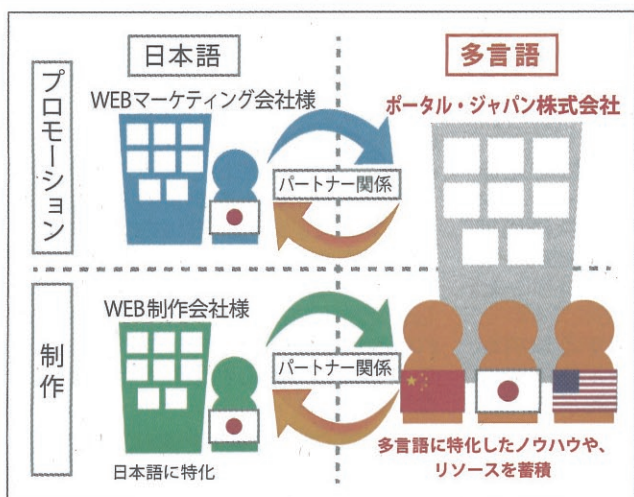 日本語
多言語
プロモーション
WEBマーケティング会社様
ポータル・ジャパン株式会社
パートナー関係
制作
WEB制作会社様
パートナー関係
日本語に特化
多言語に特化したノウハウや、
リソースを蓄積